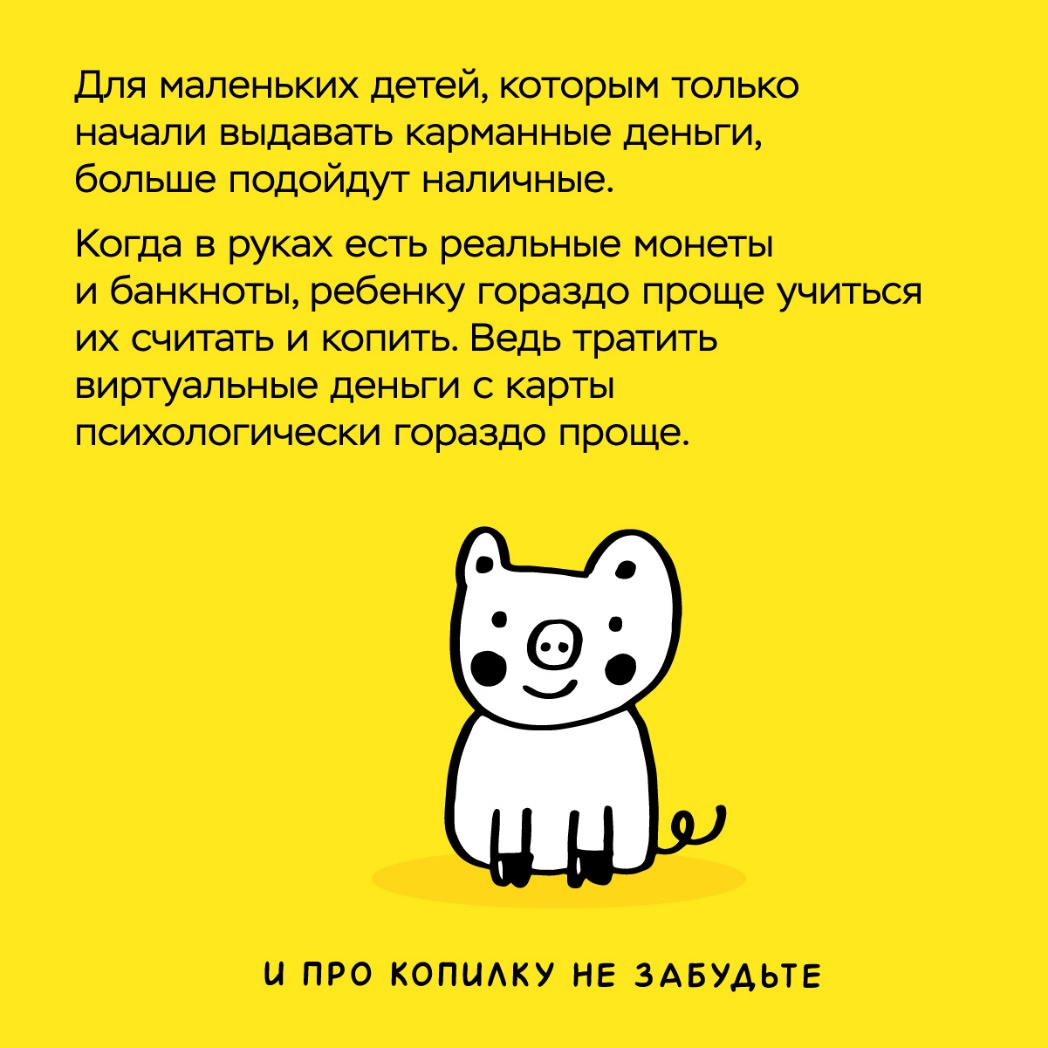 Для маленьких детей, которым только
начали выдавать карманные деньги,
больше подойдут наличные.
Когда в руках есть реальные монеты
и банкноты, ребенку гораздо проще учиться
их считать и копить. Ведь тратить
виртуальные деньги с карты
психологически гораздо проще.
И ПРО КОПИЛКУ НЕ ЗАБУДЬТЕ